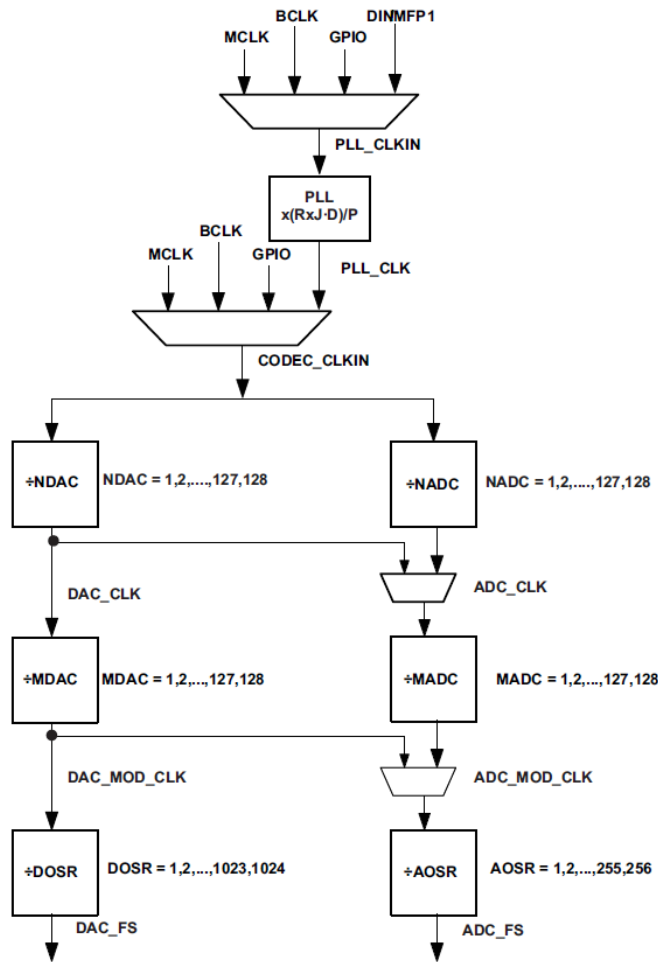 MCLK BCLK GPIO DIN/MFP1
PLL_CLKIN
PLL
x(RxJ·D)/P
MCLK BCLK GPIO PLL_CLK
CODEC_CLKIN
÷NDAC NDAC = 1,2,....,127,128
÷NADC NADC = 1,2,....,127,128
DAC_CLK
ADC_CLK
÷MDAC MDAC = 1,2,...,127,128
÷MADC MADC = 1,2,...,127,128
DAC_MOD_CLK
ADC_MOD_CLK
÷DOSR DOSR = 1,2,...,1023,1024
÷AOSR AOSR = 1,2,...,255,256
DAC_FS
ADC_FS